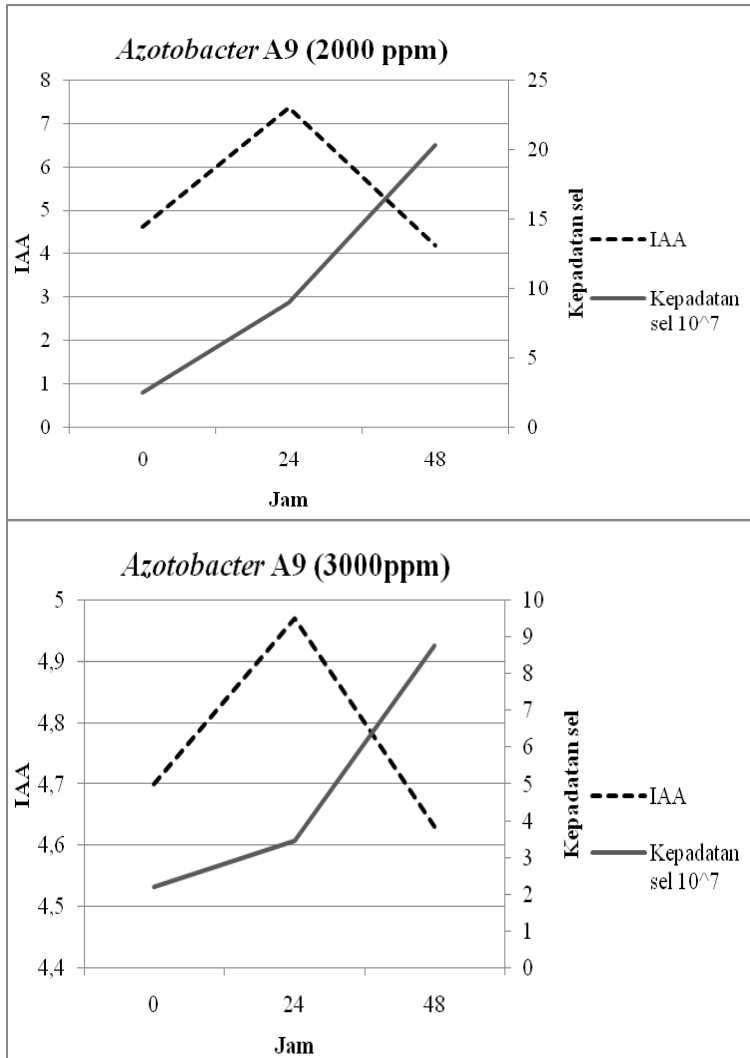 Azotobacter A9 (2000 ppm)
8
7
6
5
4
3
2
1
0
IAA
25
20
15
10
5
0
Kepadatan sel
0 24 48
Jam
IAA
Kepadatan
sel 10^7
Azotobacter A9 (3000ppm)
5
4,9
4,8
4,7
4,6
4,5
4,4
IAA
10
9
8
7
6
5
4
3
2
1
0
Kepadatan sel
0 24 48
Jam
IAA
Kepadatan
sel 10^7